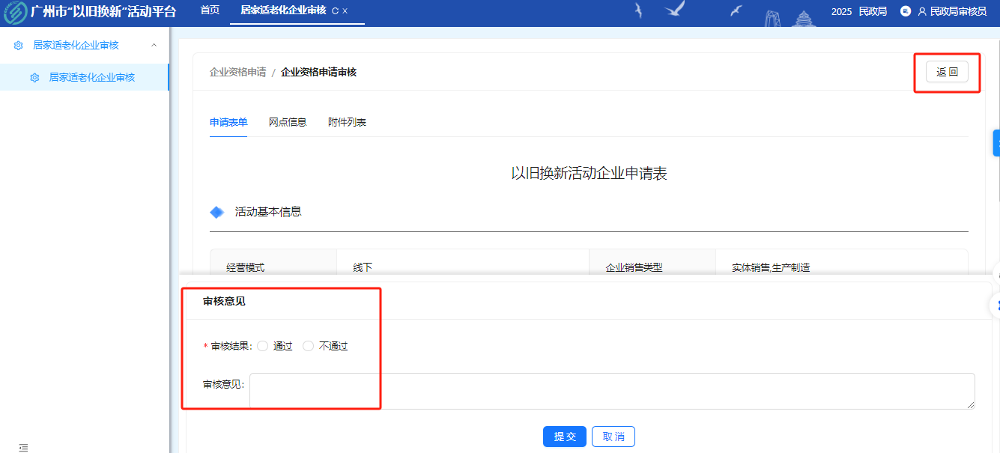 广州市“以旧换新”活动平台
首页
居家适老化企业审核
2025 民政局
民政局审核员
居家适老化企业审核
居家适老化企业审核
企业资格申请 / 企业资格申请审核
返 回
申请表单
网点信息
附件列表
以旧换新活动企业申请表
活动基本信息
经营模式
线下
企业销售类型
实体销售,生产制造
审核意见
* 审核结果:
通过
不通过
审核意见:
提 交
取 消